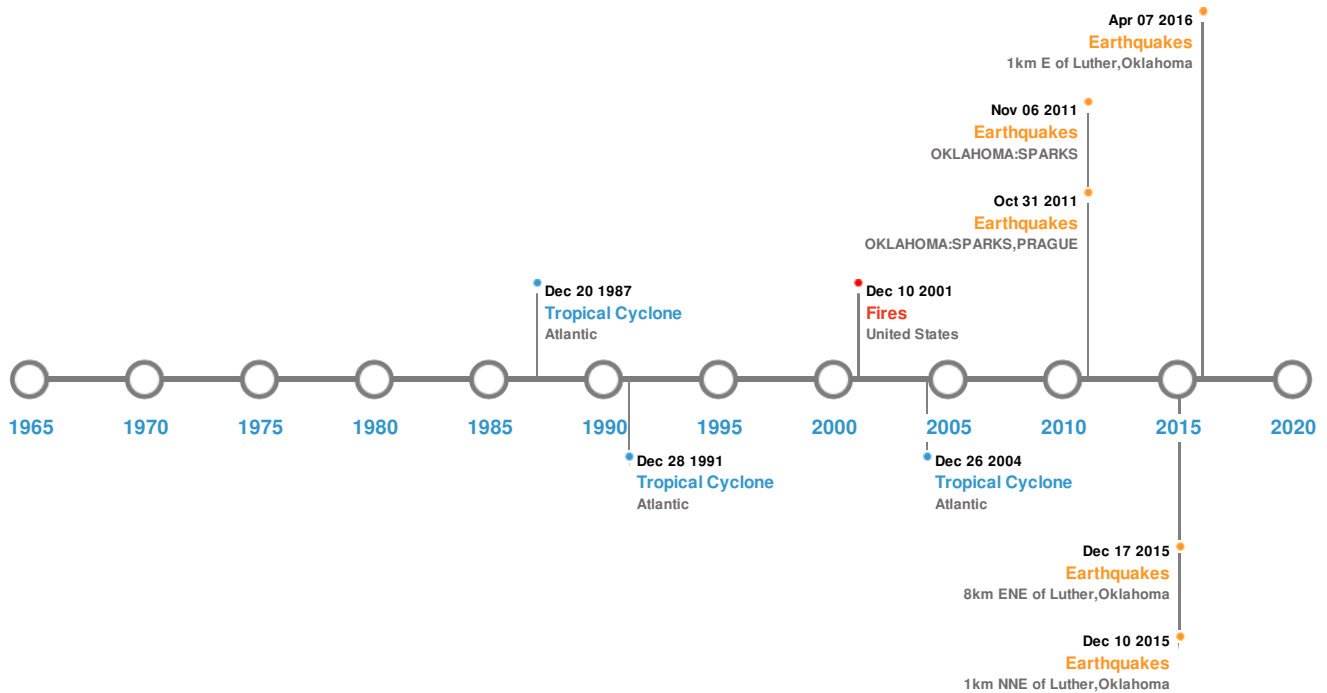 Apr 07 2016
Earthquakes
1km E of Luther,Oklahoma
Nov 06 2011
Earthquakes
OKLAHOMA:SPARKS
Oct 31 2011
Earthquakes
OKLAHOMA:SPARKS,PRAGUE
Dec 20 1987
Tropical Cyclone
Atlantic
Dec 10 2001
Fires
United States
1965 1970 1975 1980 1985 1990 1995 2000 2005 2010 2015 2020
Dec 28 1991
Tropical Cyclone
Atlantic
Dec 26 2004
Tropical Cyclone
Atlantic
Dec 17 2015
Earthquakes
8km ENE of Luther,Oklahoma
Dec 10 2015
Earthquakes
1km NNE of Luther,Oklahoma